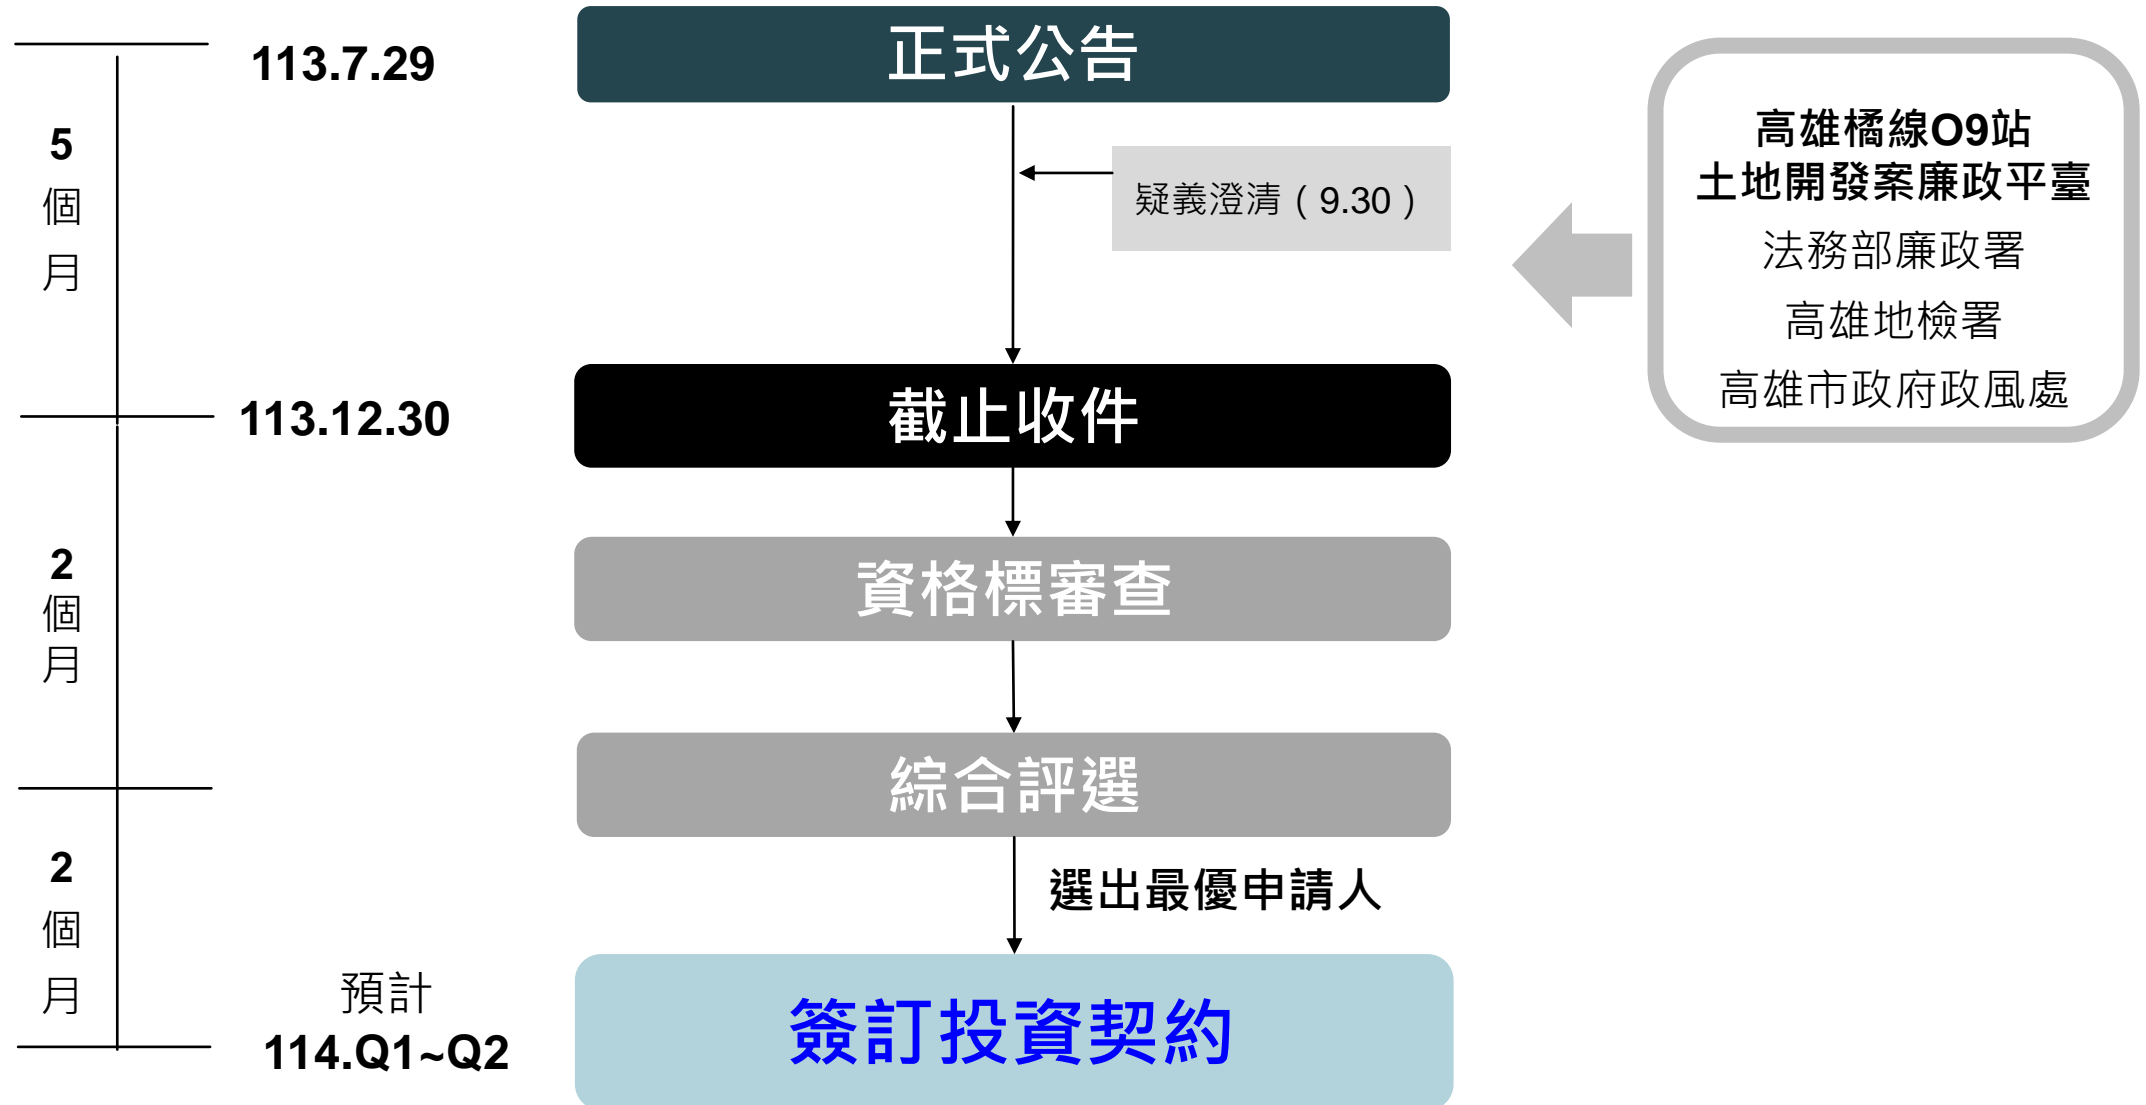 113.7.29
正式公告
5
個
月
疑義澄清（9.30）
高雄橘線O9站
土地開發案廉政平臺
法務部廉政署
高雄地檢署
高雄市政府政風處
113.12.30
截止收件
2
個
月
資格標審查
綜合評選
2
個
月
選出最優申請人
預計
114.Q1~Q2
簽訂投資契約